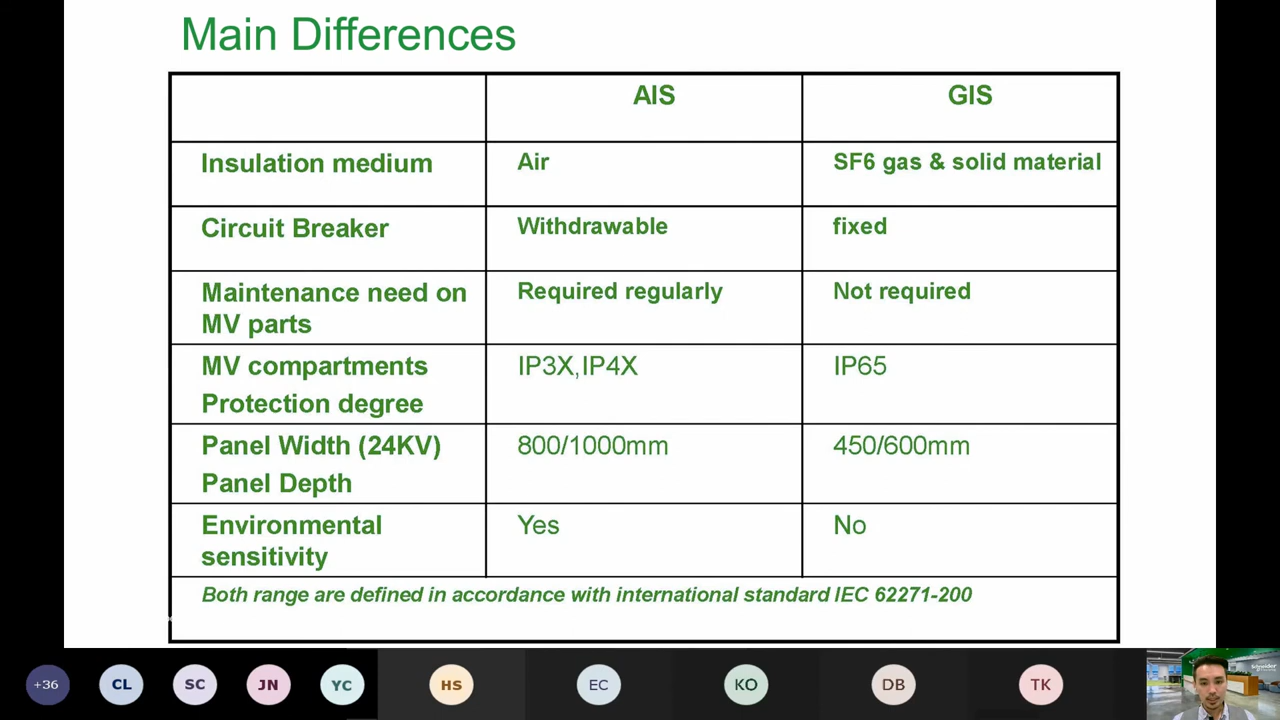 Main Differences
AIS
GIS
Insulation medium
Air
SF6 gas & solid material
Circuit Breaker
Withdrawable
fixed
Maintenance need on
MV parts
Required regularly
Not required
MV compartments
Protection degree
IP3X,IP4X
IP65
Panel Width (24KV)
Panel Depth
800/1000mm
450/600mm
Environmental
sensitivity
Yes
No
Both range are defined in accordance with international standard IEC 62271-200
+36
CL
SC
JN
YC
HS
EC
KO
DB
TK
Schneider